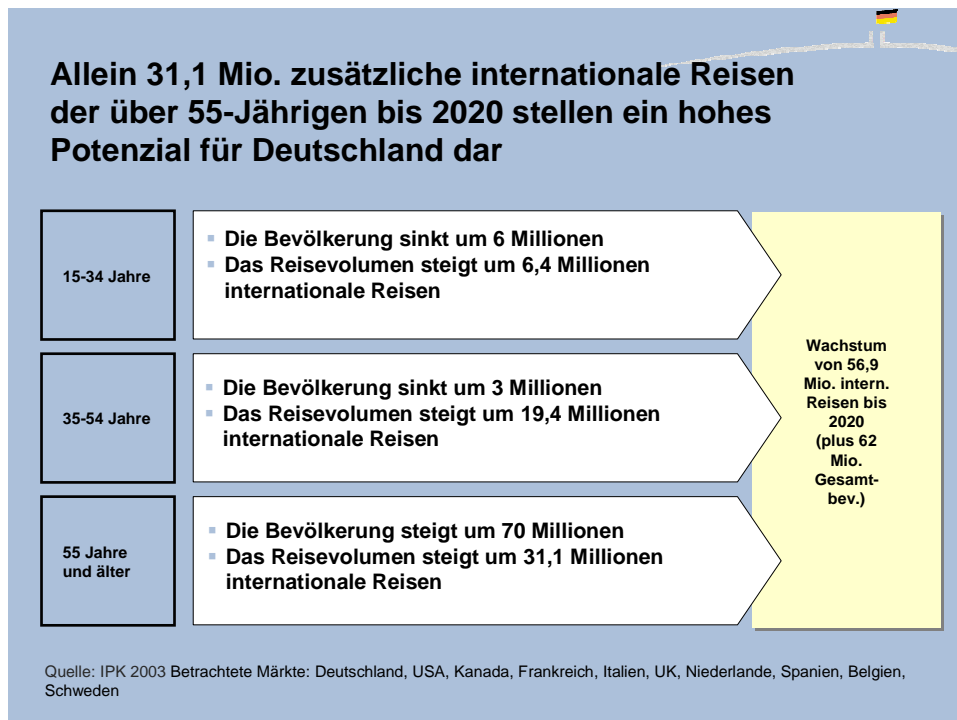 Allein 31,1 Mio. zusätzliche internationale Reisen
der über 55-Jährigen bis 2020 stellen ein hohes
Potenzial für Deutschland dar
15-34 Jahre
▪ Die Bevölkerung sinkt um 6 Millionen
▪ Das Reisevolumen steigt um 6,4 Millionen
internationale Reisen
35-54 Jahre
▪ Die Bevölkerung sinkt um 3 Millionen
▪ Das Reisevolumen steigt um 19,4 Millionen
internationale Reisen
55 Jahre
und älter
▪ Die Bevölkerung steigt um 70 Millionen
▪ Das Reisevolumen steigt um 31,1 Millionen
internationale Reisen
Wachstum
von 56,9
Mio. intern.
Reisen bis
2020
(plus 62
Mio.
Gesamt-
bev.)
Quelle: IPK 2003 Betrachtete Märkte: Deutschland, USA, Kanada, Frankreich, Italien, UK, Niederlande, Spanien, Belgien,
Schweden